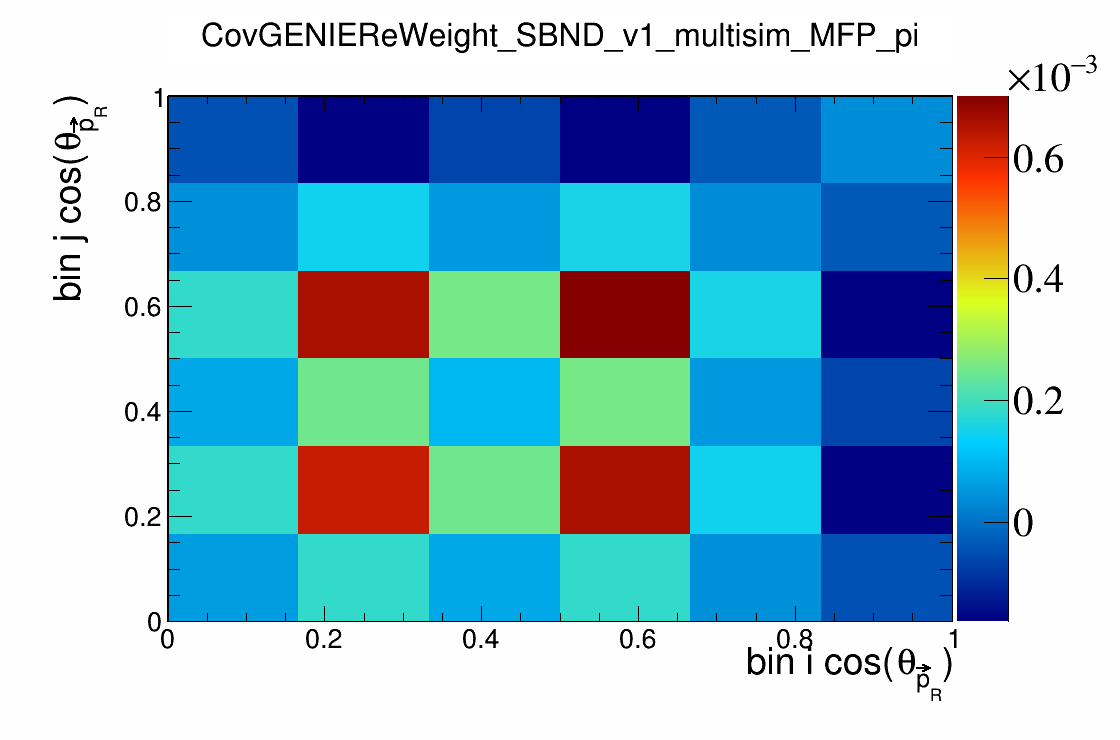 CovGENIEReWeight_SBND_v1_multisim_MFP_pi
×10⁻³
bin j cos(θ_p⃗_R)
1
0.8
0.6
0.4
0.2
0
0 0.2 0.4 0.6 0.8 1
bin i cos(θ_p⃗_R)
0.6
0.4
0.2
0